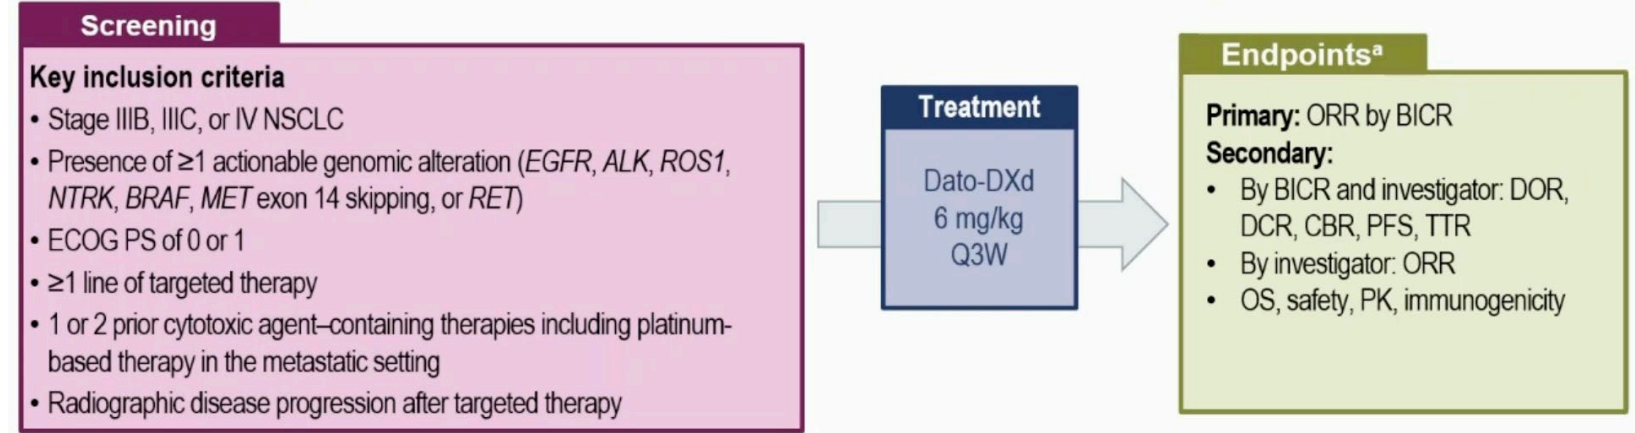 Screening
Key inclusion criteria
• Stage IIIB, IIIC, or IV NSCLC
• Presence of ≥1 actionable genomic alteration (EGFR, ALK, ROS1,
NTRK, BRAF, MET exon 14 skipping, or RET)
• ECOG PS of 0 or 1
• ≥1 line of targeted therapy
• 1 or 2 prior cytotoxic agent–containing therapies including platinum-
based therapy in the metastatic setting
• Radiographic disease progression after targeted therapy
Treatment
Dato-DXd
6 mg/kg
Q3W
Endpointsᵃ
Primary: ORR by BICR
Secondary:
• By BICR and investigator: DOR,
DCR, CBR, PFS, TTR
• By investigator: ORR
• OS, safety, PK, immunogenicity